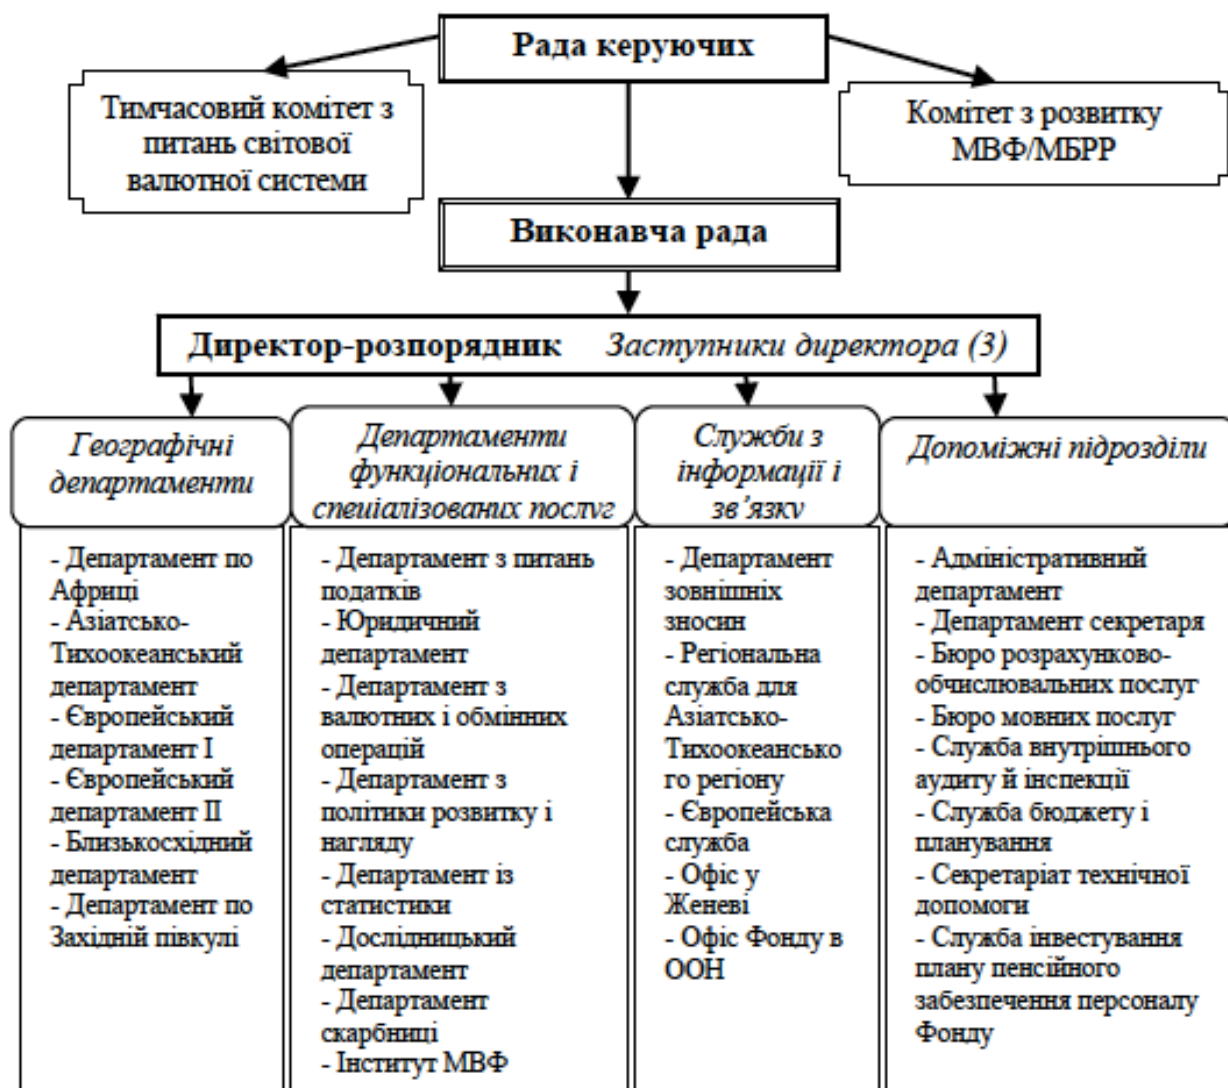 Рада керуючих
Тимчасовий комітет з
питань світової
валютної системи
Комітет з розвитку
МВФ/МБРР
Виконавча рада
Директор-розпорядник Заступники директора (3)
Географічні
департаменти
Департаменти
функціональних і
спеціалізованих послуг
Служби з
інформації і
зв’язку
Допоміжні підрозділи
- Департамент по
Африці
- Азіатсько-
Тихоокеанський
департамент
- Європейський
департамент I
- Європейський
департамент II
- Близькосхідний
департамент
- Департамент по
Західній півкулі
- Департамент з питань
податків
- Юридичний
департамент
- Департамент з
валютних і обмінних
операцій
- Департамент з
політики розвитку і
нагляду
- Департамент із
статистики
- Дослідницький
департамент
- Департамент
скарбниці
- Інститут МВФ
- Департамент
зовнішніх
зносин
- Регіональна
служба для
Азіатсько-
Тихоокеансько
го регіону
- Європейська
служба
- Офіс у
Женеві
- Офіс Фонду в
ООН
- Адміністративний
департамент
- Департамент секретаря
- Бюро розрахунково-
обчислювальних послуг
- Бюро мовних послуг
- Служба внутрішнього
аудиту й інспекції
- Служба бюджету і
планування
- Секретаріат технічної
допомоги
- Служба інвестування
плану пенсійного
забезпечення персоналу
Фонду